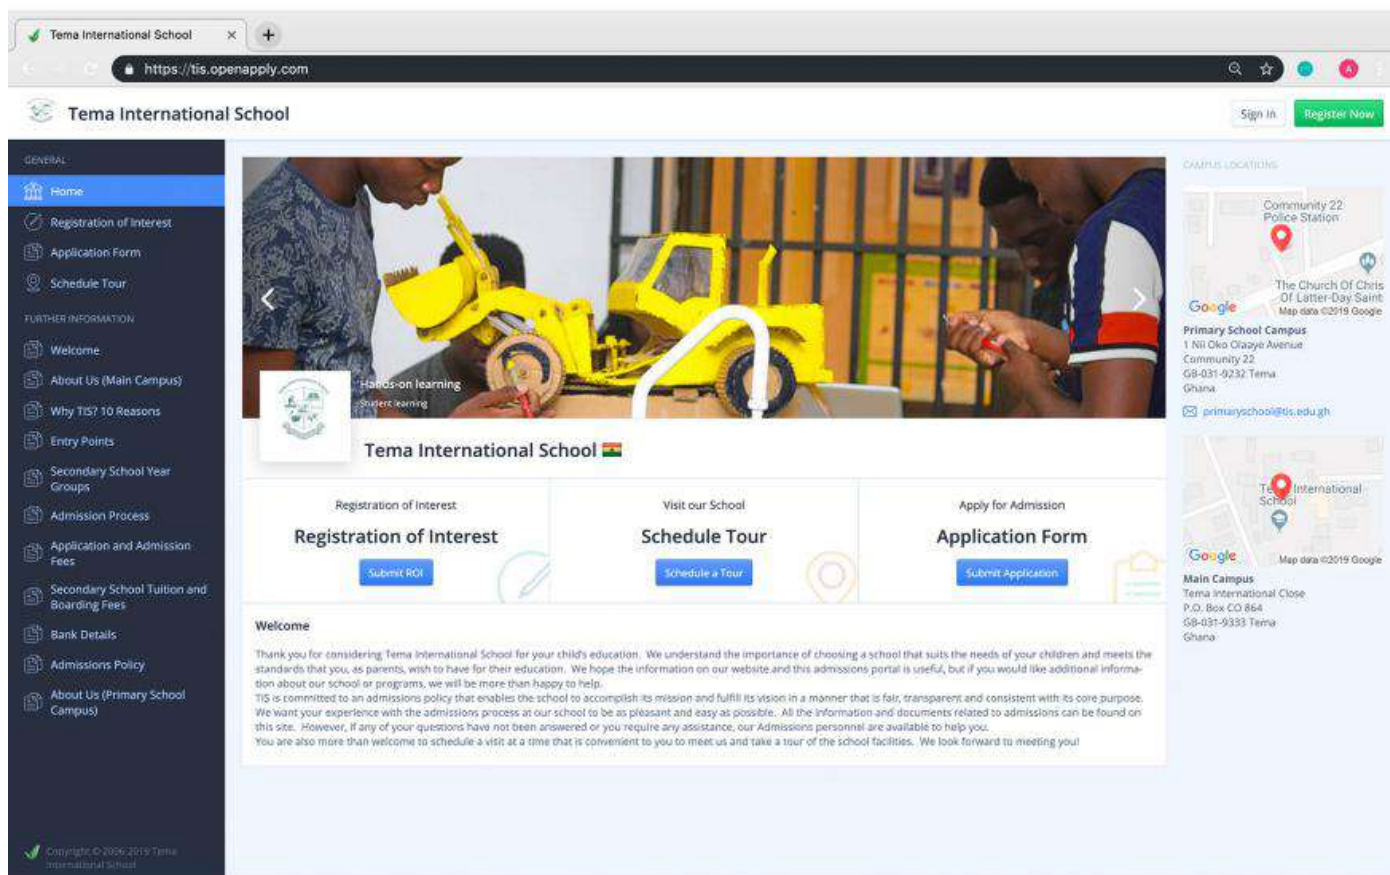 Tema International School
https://tis.openapply.com
Tema International School
Sign In
Register Now
GENERAL
Home
Registration of Interest
Application Form
Schedule Tour
FURTHER INFORMATION
Welcome
About Us (Main Campus)
Why TIS? 10 Reasons
Entry Points
Secondary School Year
Groups
Admission Process
Application and Admission
Fees
Secondary School Tuition and
Boarding Fees
Bank Details
Admissions Policy
About Us (Primary School
Campus)
Copyright © 2006-2019 Tema
International School
Hands-on learning
Student learning
Tema International School
Registration of Interest
Registration of Interest
Submit ROI
Visit our School
Schedule Tour
Schedule a Tour
Apply for Admission
Application Form
Submit Application
Welcome
Thank you for considering Tema International School for your child's education. We understand the importance of choosing a school that suits the needs of your children and meets the
standards that you, as parents, wish to have for their education. We hope the information on our website and this admissions portal is useful, but if you would like additional informa-
tion about our school or programs, we will be more than happy to help.
TIS is committed to an admissions policy that enables the school to accomplish its mission and fulfill its vision in a manner that is fair, transparent and consistent with its core purpose.
We want your experience with the admissions process at our school to be as pleasant and easy as possible. All the information and documents related to admissions can be found on
this site. However, if any of your questions have not been answered or you require any assistance, our Admissions personnel are available to help you.
You are also more than welcome to schedule a visit at a time that is convenient to you to meet us and take a tour of the school facilities. We look forward to meeting you!
CAMPUS LOCATIONS
Community 22
Police Station
The Church Of Chris
Of Latter-Day Saint
Google
Map data ©2019 Google
Primary School Campus
1 Nii Oko Olaaye Avenue
Community 22
GB-031-9232 Tema
Ghana
primaryschool@tis.edu.gh
International
School
Google
Map data ©2019 Google
Main Campus
Tema International Close
P.O. Box CO 864
GB-031-9333 Tema
Ghana